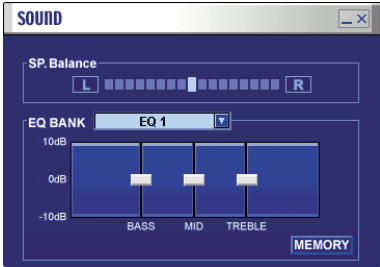 SOUND
SP. Balance
L R
EQ BANK EQ 1
10dB
0dB
-10dB
BASS MID TREBLE
MEMORY